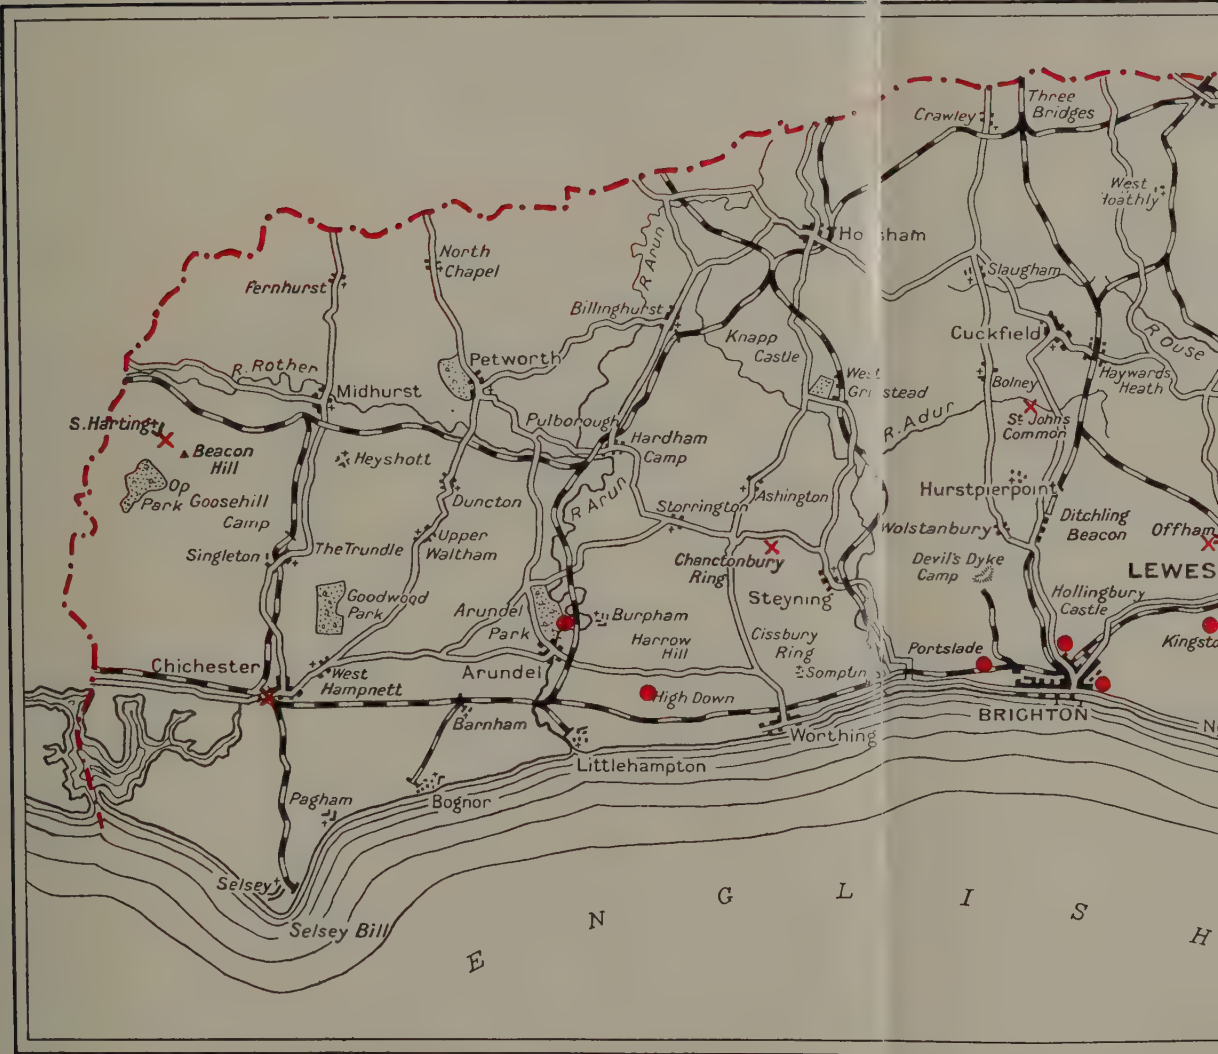 Three
Bridges
Crawley
West
Hoathly
North
Chapel
R Arun
Slaugham
Fernhurst
Billinghurst
Knapp
Castle
Cuckfield
R Ouse
Petworth
R. Rother
Haywards
Heath
Midhurst
Bolney
R. Adur
St Johns
Common
S. Harting
Pulborough
Hardham
Camp
Beacon
Hill
Heyshott
Op
Park
Goosehill
Camp
Duncton
R Arun
Ashington
Hurstpierpoint
Storrington
Upper
Waltham
Wolstanbury
Ditchling
Beacon
Offham
Singleton
The Trundle
Chanctonbury
Ring
Devil's Dyke
Camp
LEWES
Goodwood
Park
Arundel
Park
Burpham
Steyning
Hollingbury
Castle
Harrow
Hill
Cissbury
Ring
Portslade
Chichester
West
Hampnett
Arundel
High Down
Barnham
BRIGHTON
Worthing
Littlehampton
Pagham
Bognor
Selsey
Selsey Bill
E N G L I S H